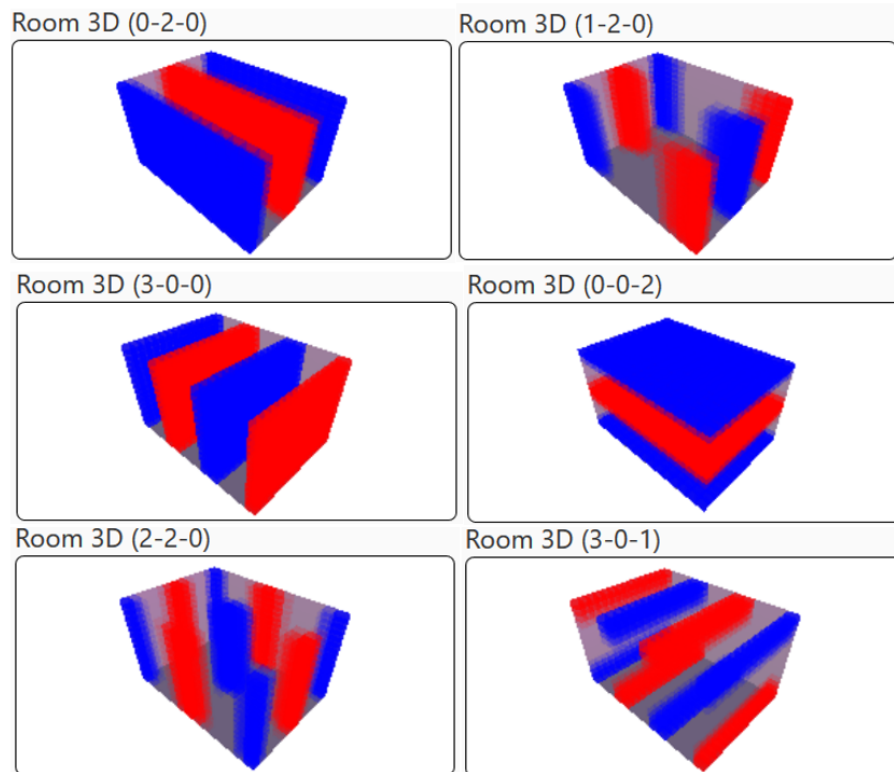 Room 3D (0-2-0)
Room 3D (1-2-0)
Room 3D (3-0-0)
Room 3D (0-0-2)
Room 3D (2-2-0)
Room 3D (3-0-1)